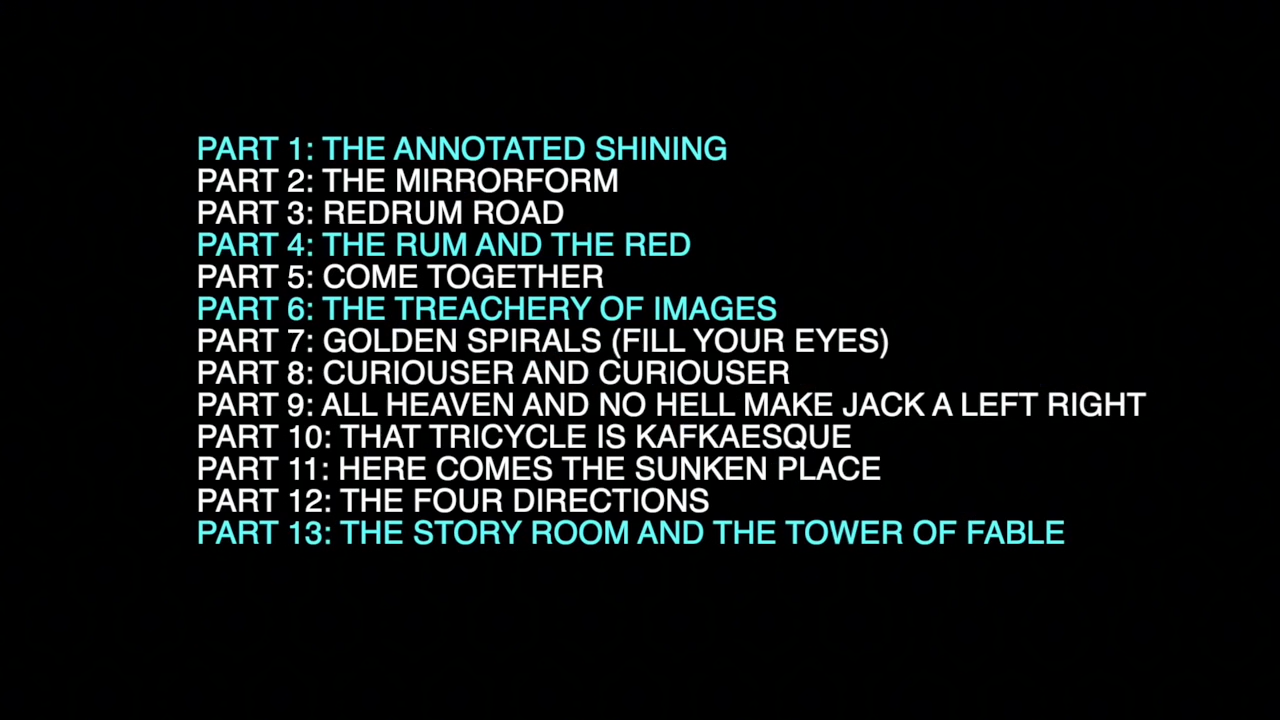 PART 1: THE ANNOTATED SHINING
PART 2: THE MIRRORFORM
PART 3: REDRUM ROAD
PART 4: THE RUM AND THE RED
PART 5: COME TOGETHER
PART 6: THE TREACHERY OF IMAGES
PART 7: GOLDEN SPIRALS (FILL YOUR EYES)
PART 8: CURIOUSER AND CURIOUSER
PART 9: ALL HEAVEN AND NO HELL MAKE JACK A LEFT RIGHT
PART 10: THAT TRICYCLE IS KAFKAESQUE
PART 11: HERE COMES THE SUNKEN PLACE
PART 12: THE FOUR DIRECTIONS
PART 13: THE STORY ROOM AND THE TOWER OF FABLE